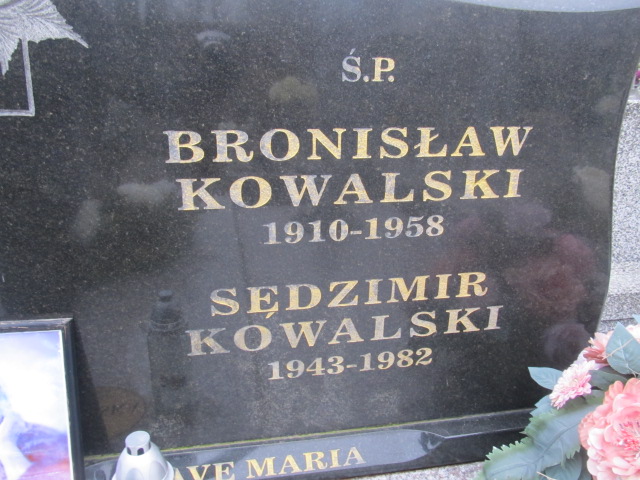 Ś.P.
BRONISŁAW
KOWALSKI
1910-1958
SĘDZIMIR
KOWALSKI
1943-1982
AVE MARIA